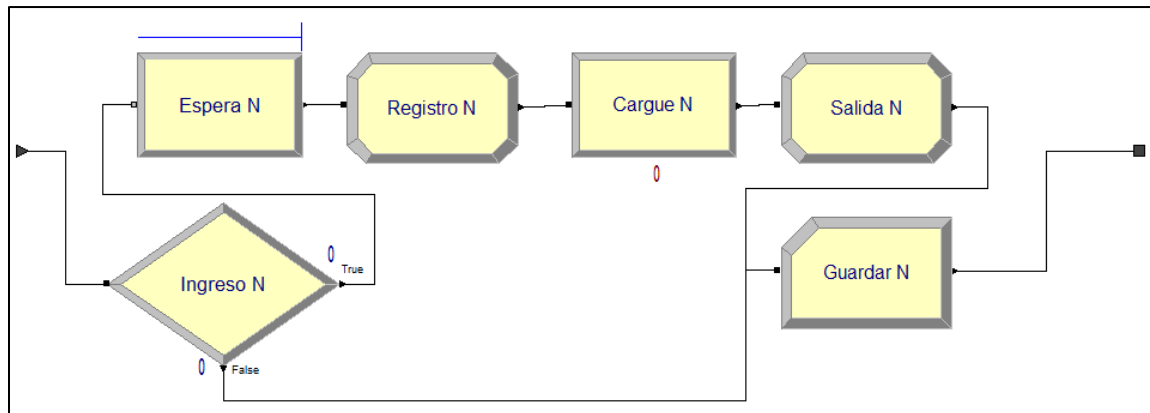 Espera N
Registro N
Cargue N
Salida N
0
0
True
Ingreso N
Guardar N
0
False